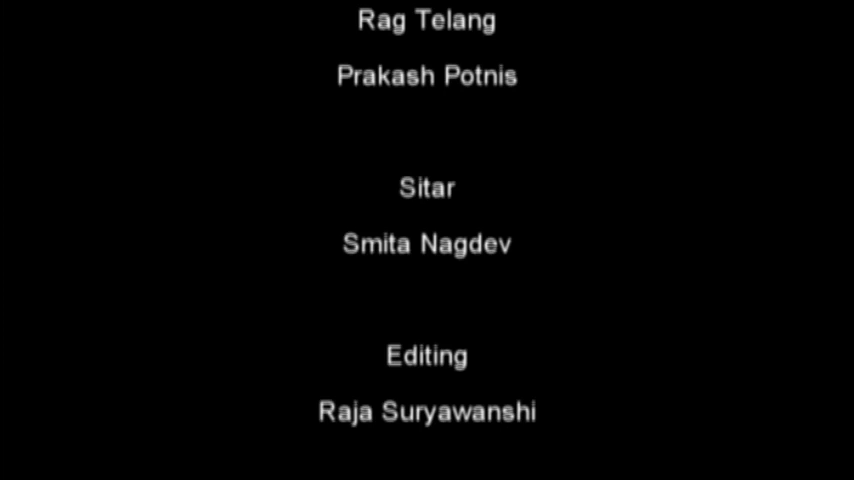 Rag Telang
Prakash Potnis
Sitar
Smita Nagdev
Editing
Raja Suryawanshi